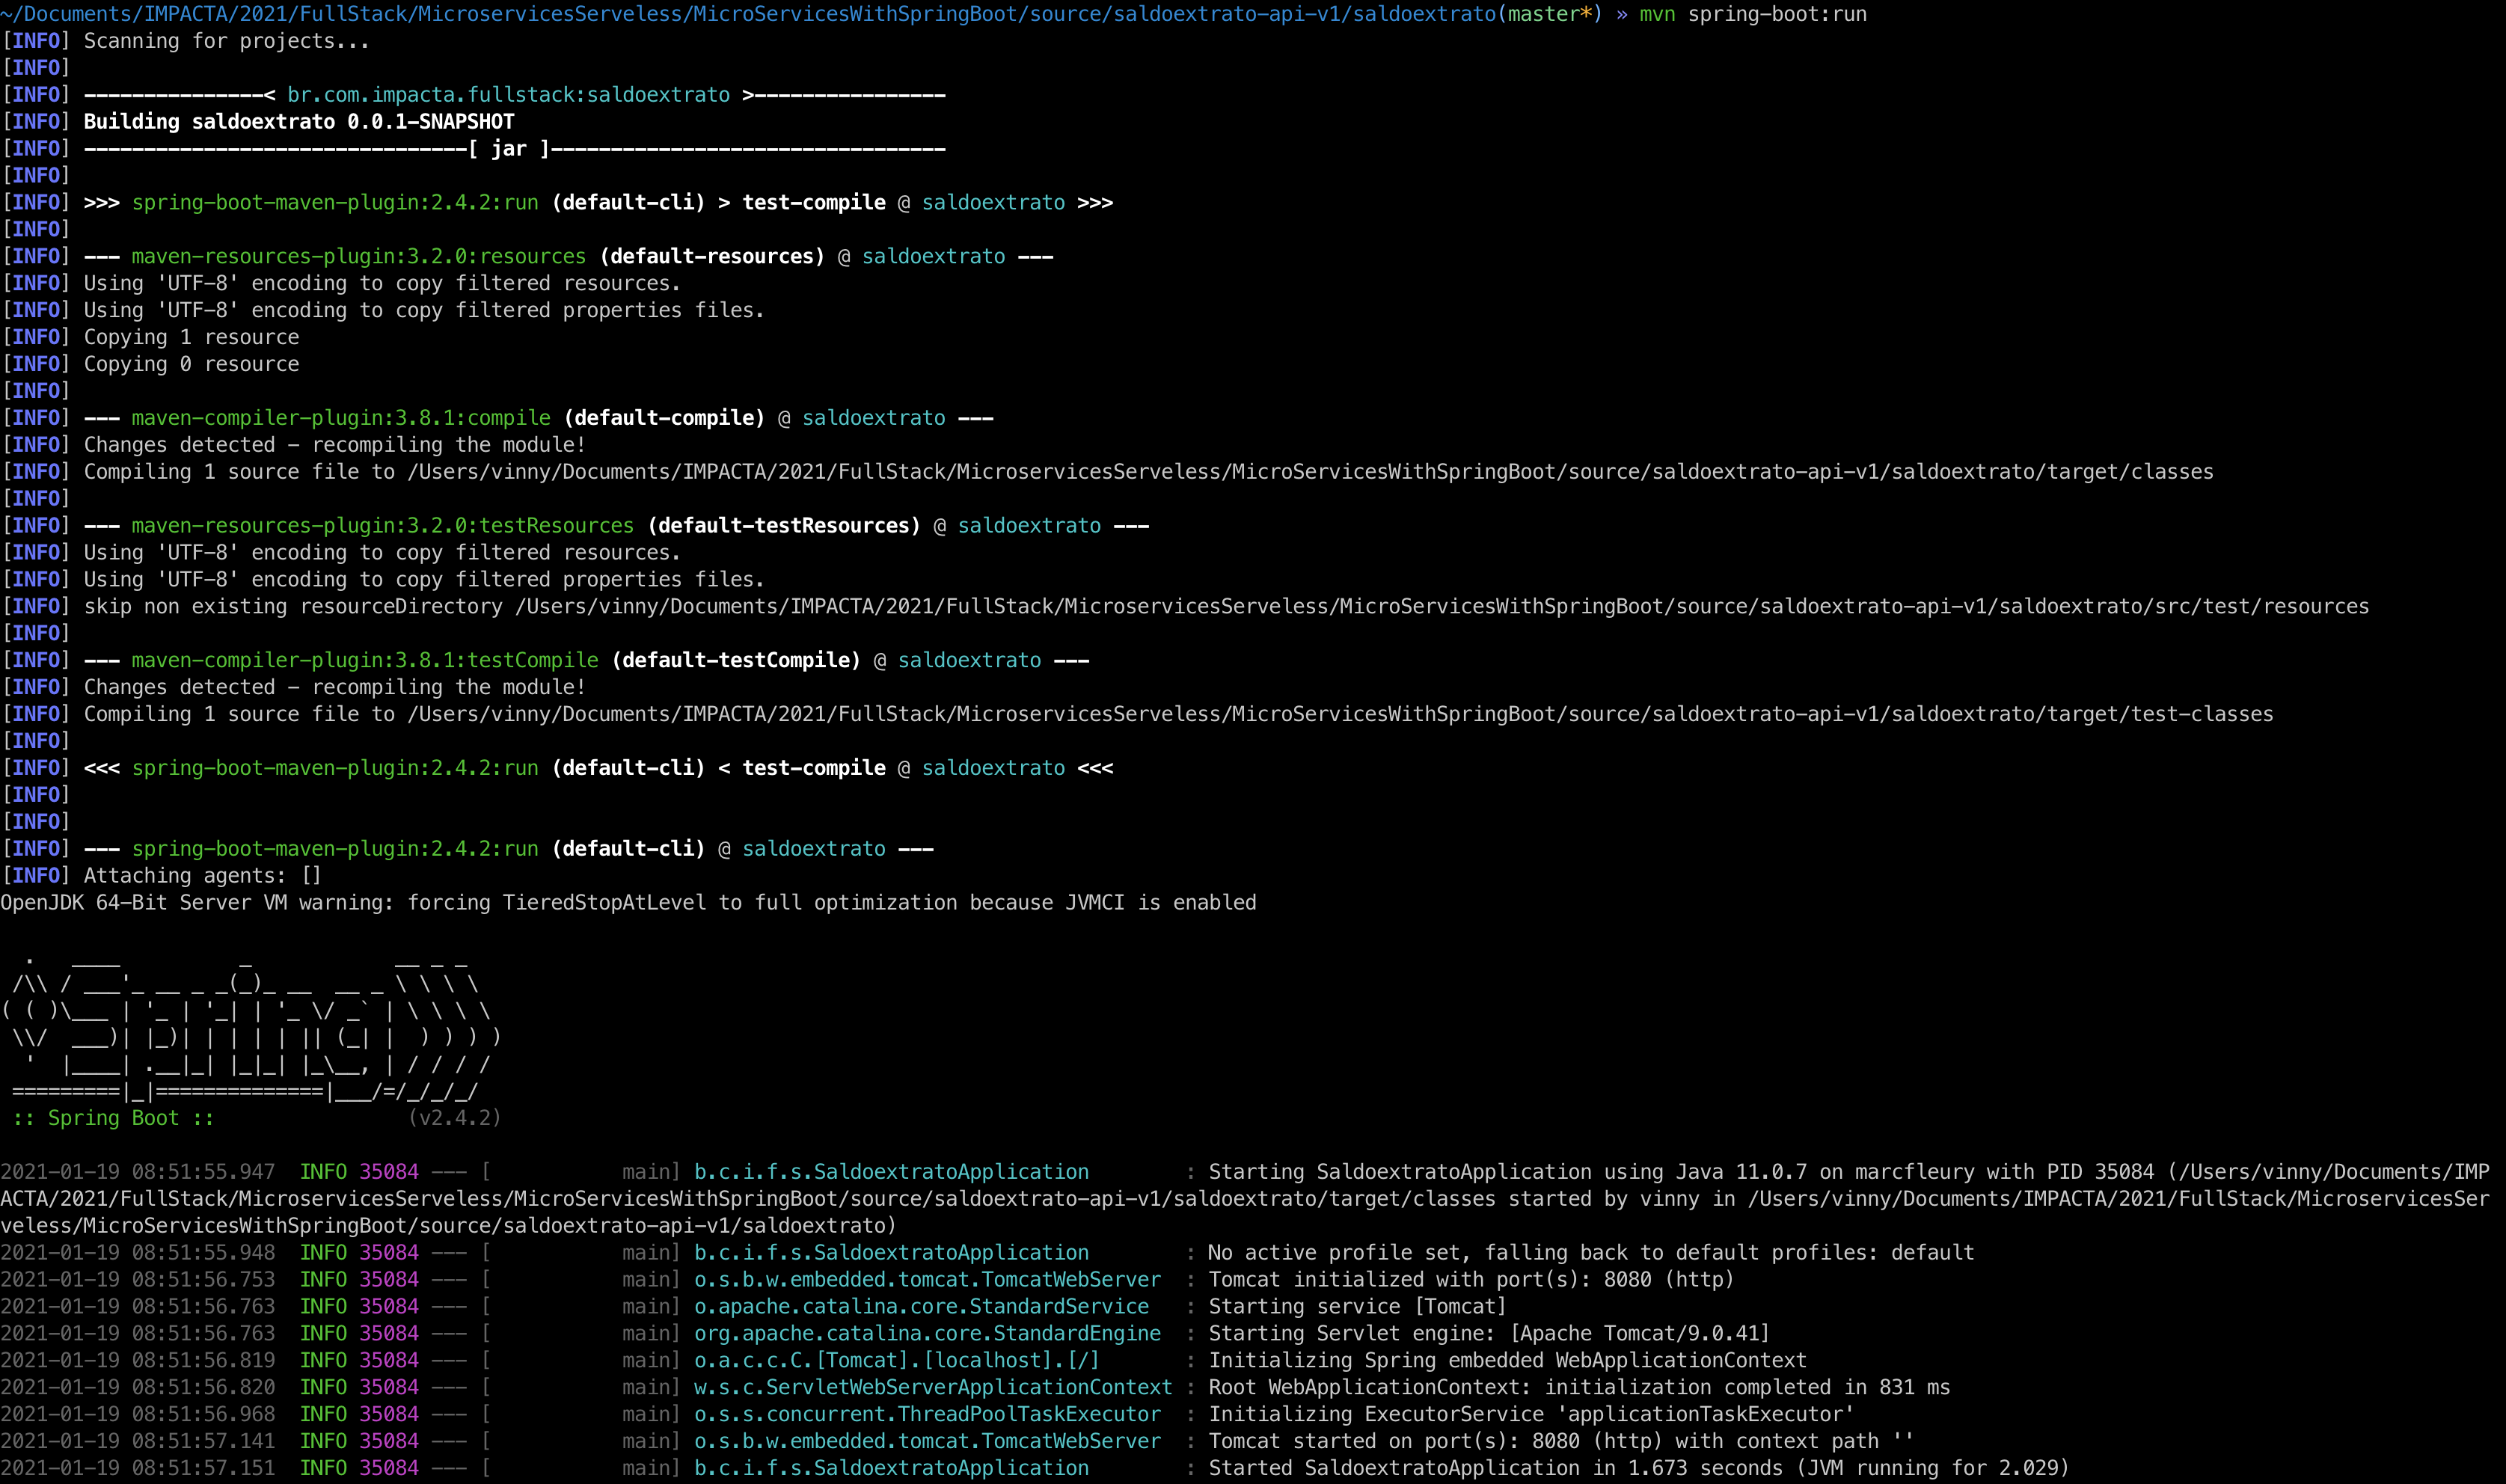 ~/Documents/IMPACTA/2021/FullStack/MicroservicesServeless/MicroServicesWithSpringBoot/source/saldoextrato-api-v1/saldoextrato(master*) » mvn spring-boot:run
[INFO] Scanning for projects...
[INFO]
[INFO] ---------------< br.com.impacta.fullstack:saldoextrato >----------------
[INFO] Building saldoextrato 0.0.1-SNAPSHOT
[INFO] --------------------------------[ jar ]---------------------------------
[INFO]
[INFO] >>> spring-boot-maven-plugin:2.4.2:run (default-cli) > test-compile @ saldoextrato >>>
[INFO]
[INFO] --- maven-resources-plugin:3.2.0:resources (default-resources) @ saldoextrato ---
[INFO] Using 'UTF-8' encoding to copy filtered resources.
[INFO] Using 'UTF-8' encoding to copy filtered properties files.
[INFO] Copying 1 resource
[INFO] Copying 0 resource
[INFO]
[INFO] --- maven-compiler-plugin:3.8.1:compile (default-compile) @ saldoextrato ---
[INFO] Changes detected - recompiling the module!
[INFO] Compiling 1 source file to /Users/vinny/Documents/IMPACTA/2021/FullStack/MicroservicesServeless/MicroServicesWithSpringBoot/source/saldoextrato-api-v1/saldoextrato/target/classes
[INFO]
[INFO] --- maven-resources-plugin:3.2.0:testResources (default-testResources) @ saldoextrato ---
[INFO] Using 'UTF-8' encoding to copy filtered resources.
[INFO] Using 'UTF-8' encoding to copy filtered properties files.
[INFO] skip non existing resourceDirectory /Users/vinny/Documents/IMPACTA/2021/FullStack/MicroservicesServeless/MicroServicesWithSpringBoot/source/saldoextrato-api-v1/saldoextrato/src/test/resources
[INFO]
[INFO] --- maven-compiler-plugin:3.8.1:testCompile (default-testCompile) @ saldoextrato ---
[INFO] Changes detected - recompiling the module!
[INFO] Compiling 1 source file to /Users/vinny/Documents/IMPACTA/2021/FullStack/MicroservicesServeless/MicroServicesWithSpringBoot/source/saldoextrato-api-v1/saldoextrato/target/test-classes
[INFO]
[INFO] <<< spring-boot-maven-plugin:2.4.2:run (default-cli) < test-compile @ saldoextrato <<<
[INFO]
[INFO]
[INFO] --- spring-boot-maven-plugin:2.4.2:run (default-cli) @ saldoextrato ---
[INFO] Attaching agents: []
OpenJDK 64-Bit Server VM warning: forcing TieredStopAtLevel to full optimization because JVMCI is enabled

  .   ____          _            __ _ _
 /\\ / ___'_ __ _ _(_)_ __  __ _ \ \ \ \
( ( )\___ | '_ | '_| | '_ \/ _` | \ \ \ \
 \\/  ___)| |_)| | | | | || (_| |  ) ) ) )
  '  |____| .__|_| |_|_| |_\__, | / / / /
 =========|_|==============|___/=/_/_/_/
 :: Spring Boot ::                (v2.4.2)

2021-01-19 08:51:55.947  INFO 35084 --- [           main] b.c.i.f.s.SaldoextratoApplication        : Starting SaldoextratoApplication using Java 11.0.7 on marcfleury with PID 35084 (/Users/vinny/Documents/IMP
ACTA/2021/FullStack/MicroservicesServeless/MicroServicesWithSpringBoot/source/saldoextrato-api-v1/saldoextrato/target/classes started by vinny in /Users/vinny/Documents/IMPACTA/2021/FullStack/MicroservicesSer
veless/MicroServicesWithSpringBoot/source/saldoextrato-api-v1/saldoextrato)
2021-01-19 08:51:55.948  INFO 35084 --- [           main] b.c.i.f.s.SaldoextratoApplication        : No active profile set, falling back to default profiles: default
2021-01-19 08:51:56.753  INFO 35084 --- [           main] o.s.b.w.embedded.tomcat.TomcatWebServer  : Tomcat initialized with port(s): 8080 (http)
2021-01-19 08:51:56.763  INFO 35084 --- [           main] o.apache.catalina.core.StandardService   : Starting service [Tomcat]
2021-01-19 08:51:56.763  INFO 35084 --- [           main] org.apache.catalina.core.StandardEngine  : Starting Servlet engine: [Apache Tomcat/9.0.41]
2021-01-19 08:51:56.819  INFO 35084 --- [           main] o.a.c.c.C.[Tomcat].[localhost].[/]       : Initializing Spring embedded WebApplicationContext
2021-01-19 08:51:56.820  INFO 35084 --- [           main] w.s.c.ServletWebServerApplicationContext : Root WebApplicationContext: initialization completed in 831 ms
2021-01-19 08:51:56.968  INFO 35084 --- [           main] o.s.s.concurrent.ThreadPoolTaskExecutor  : Initializing ExecutorService 'applicationTaskExecutor'
2021-01-19 08:51:57.141  INFO 35084 --- [           main] o.s.b.w.embedded.tomcat.TomcatWebServer  : Tomcat started on port(s): 8080 (http) with context path ''
2021-01-19 08:51:57.151  INFO 35084 --- [           main] b.c.i.f.s.SaldoextratoApplication        : Started SaldoextratoApplication in 1.673 seconds (JVM running for 2.029)